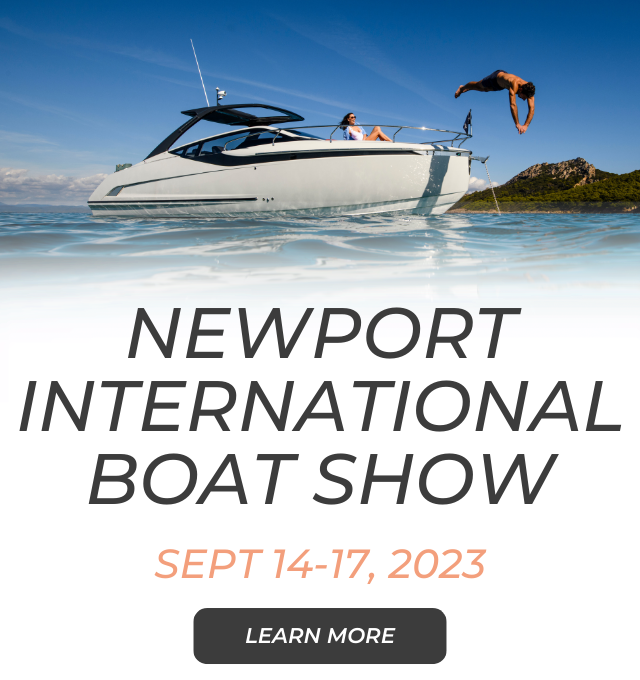 NEWPORT
INTERNATIONAL
BOAT SHOW
SEPT 14-17, 2023
LEARN MORE